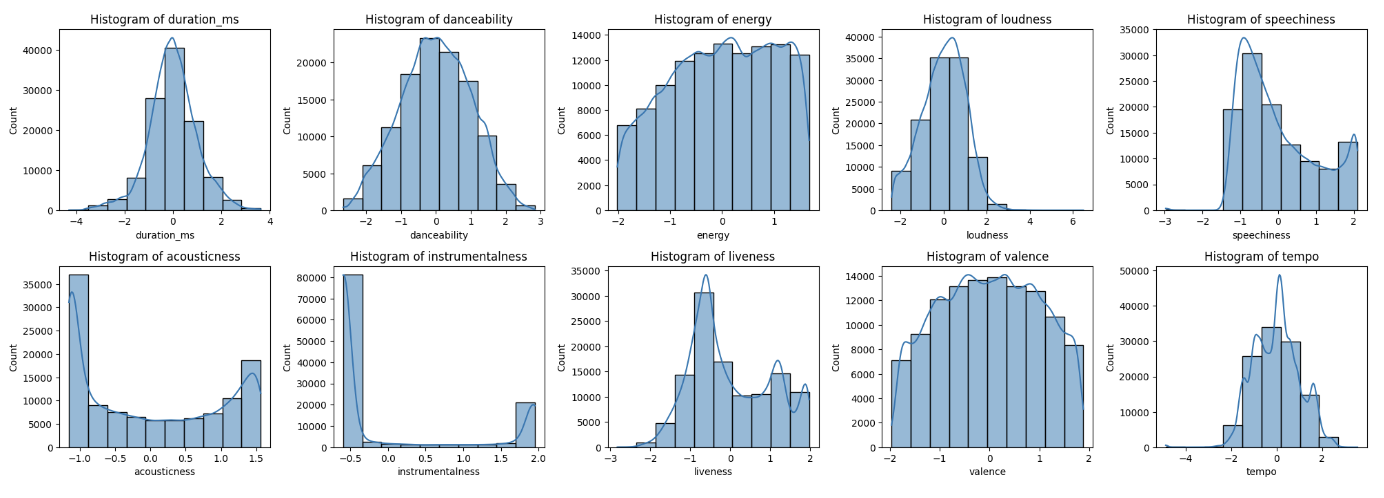 Histogram of duration_ms
Histogram of danceability
Histogram of energy
Histogram of loudness
Histogram of speechiness
40000
30000
20000
10000
0
Count
−4 −2 0 2 4
duration_ms
20000
15000
10000
5000
0
Count
−2 −1 0 1 2 3
danceability
14000
12000
10000
8000
6000
4000
2000
0
Count
−2 −1 0 1
energy
40000
35000
30000
25000
20000
15000
10000
5000
0
Count
−2 0 2 4 6
loudness
35000
30000
25000
20000
15000
10000
5000
0
Count
−3 −2 −1 0 1 2
speechiness
Histogram of acousticness
Histogram of instrumentalness
Histogram of liveness
Histogram of valence
Histogram of tempo
35000
30000
25000
20000
15000
10000
5000
0
Count
−1.0 −0.5 0.0 0.5 1.0 1.5
acousticness
80000
70000
60000
50000
40000
30000
20000
10000
0
Count
−0.5 0.0 0.5 1.0 1.5 2.0
instrumentalness
35000
30000
25000
20000
15000
10000
5000
0
Count
−3 −2 −1 0 1 2
liveness
14000
12000
10000
8000
6000
4000
2000
0
Count
−2 −1 0 1 2
valence
50000
40000
30000
20000
10000
0
Count
−4 −2 0 2
tempo